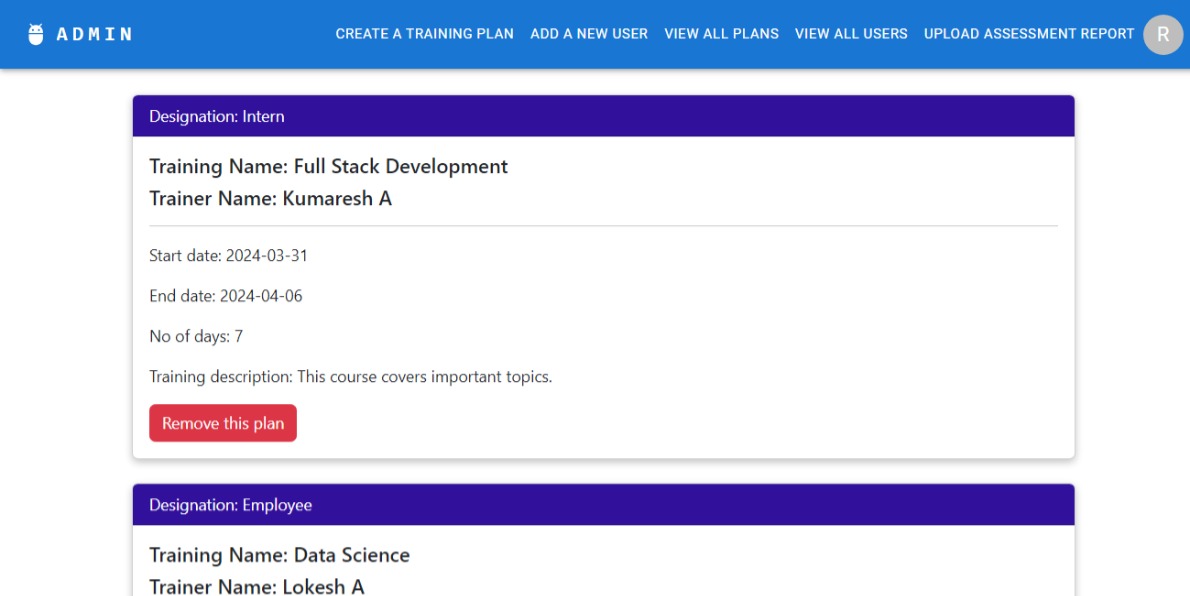 ADMIN
CREATE A TRAINING PLAN ADD A NEW USER VIEW ALL PLANS VIEW ALL USERS UPLOAD ASSESSMENT REPORT R
Designation: Intern
Training Name: Full Stack Development
Trainer Name: Kumaresh A
Start date: 2024-03-31
End date: 2024-04-06
No of days: 7
Training description: This course covers important topics.
Remove this plan
Designation: Employee
Training Name: Data Science
Trainer Name: Lokesh A